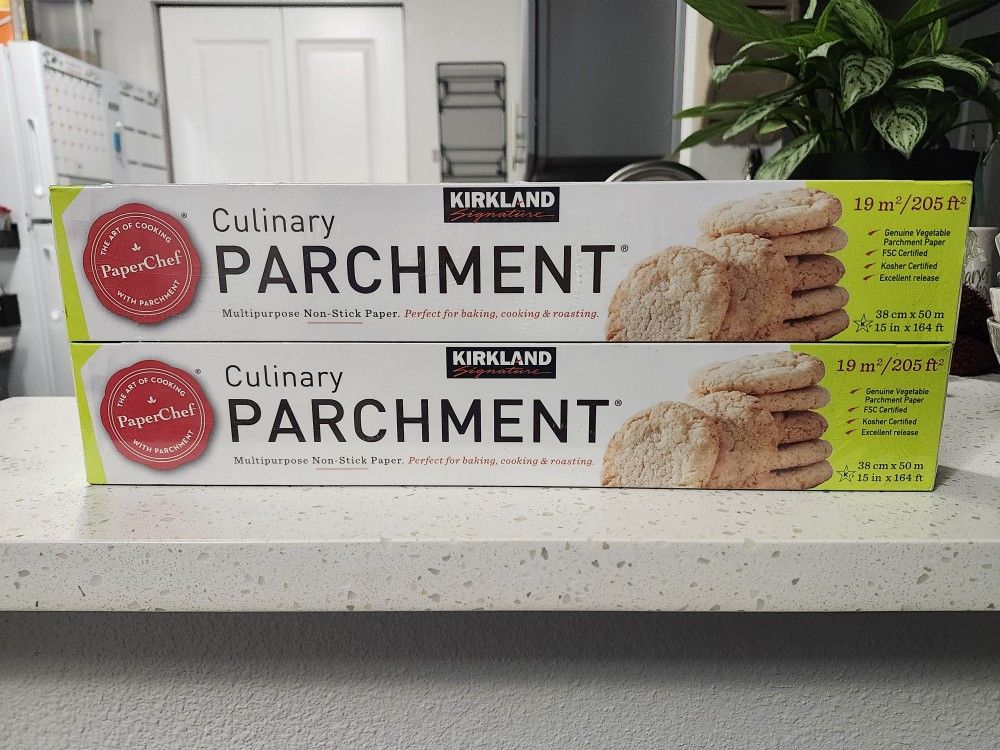 KIRKLAND
Signature
THE ART OF COOKING
PaperChef
WITH PARCHMENT
®
Culinary
PARCHMENT®
Multipurpose Non-Stick Paper. Perfect for baking, cooking & roasting.
19 m²/205 ft²
Genuine Vegetable
Parchment Paper
FSC Certified
Kosher Certified
Excellent release
K
38 cm x 50 m
15 in x 164 ft
KIRKLAND
Signature
THE ART OF COOKING
PaperChef
WITH PARCHMENT
®
Culinary
PARCHMENT®
Multipurpose Non-Stick Paper. Perfect for baking, cooking & roasting.
19 m²/205 ft²
Genuine Vegetable
Parchment Paper
FSC Certified
Kosher Certified
Excellent release
K
38 cm x 50 m
15 in x 164 ft